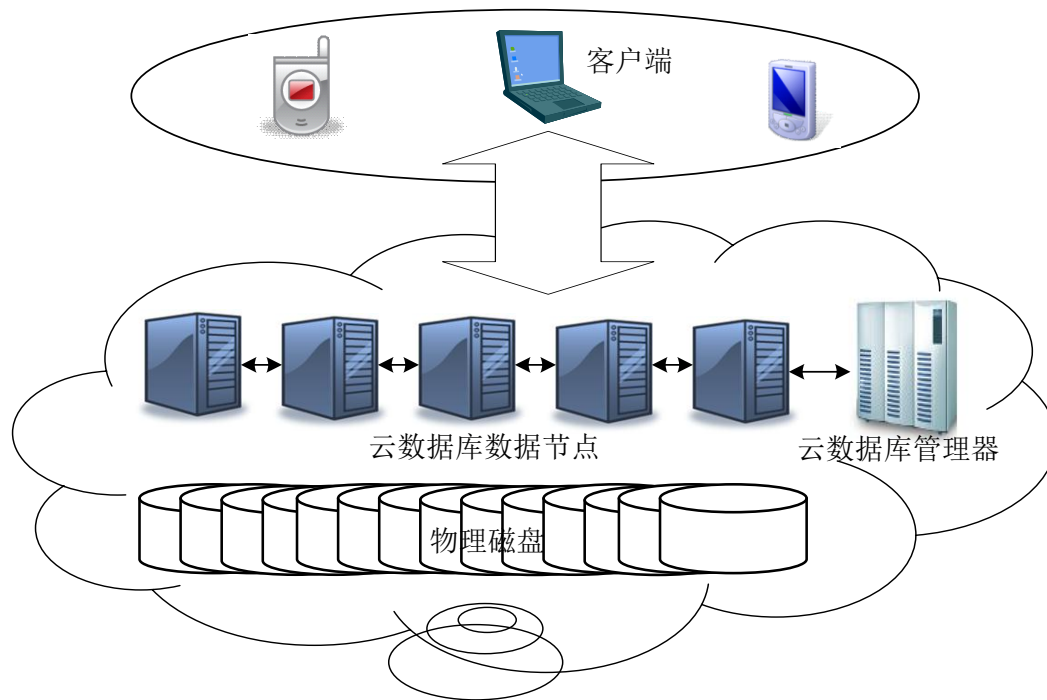 客户端
云数据库数据节点
云数据库管理器
物理磁盘